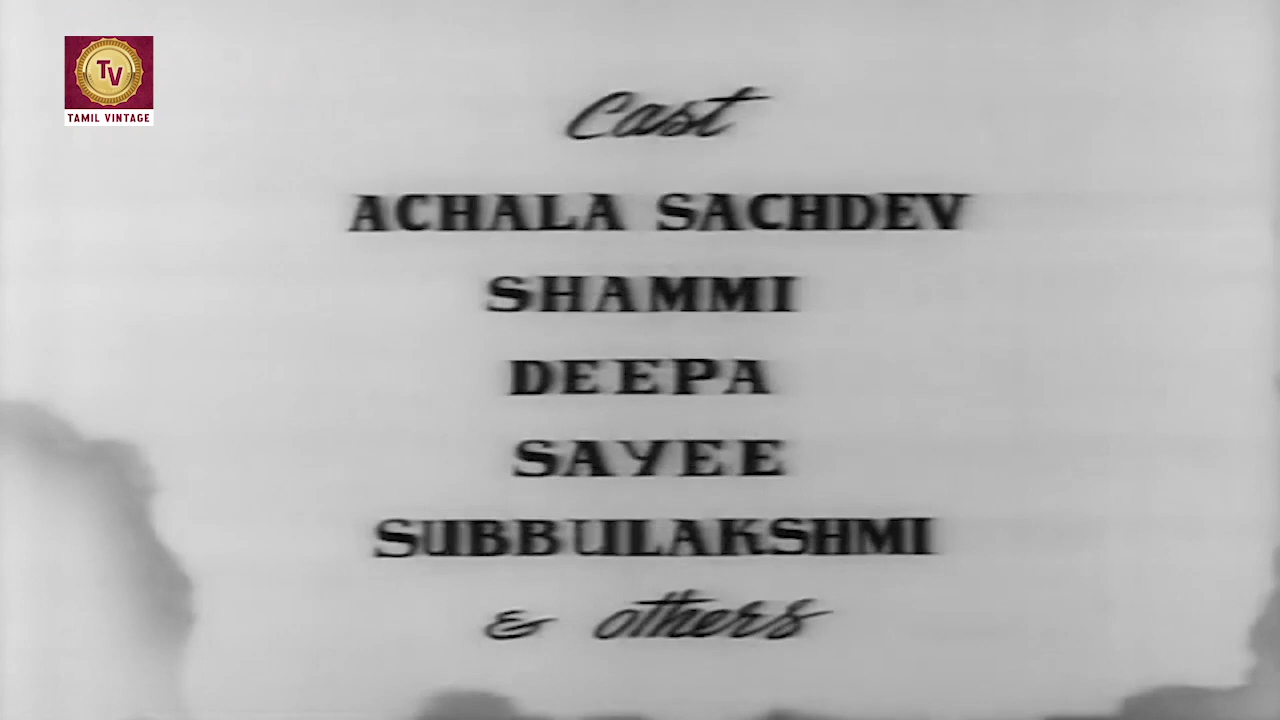 TV
TAMIL VINTAGE
Cast
ACHALA SACHDEV
SHAMMI
DEEPA
SAYEE
SUBBULAKSHMI
& others